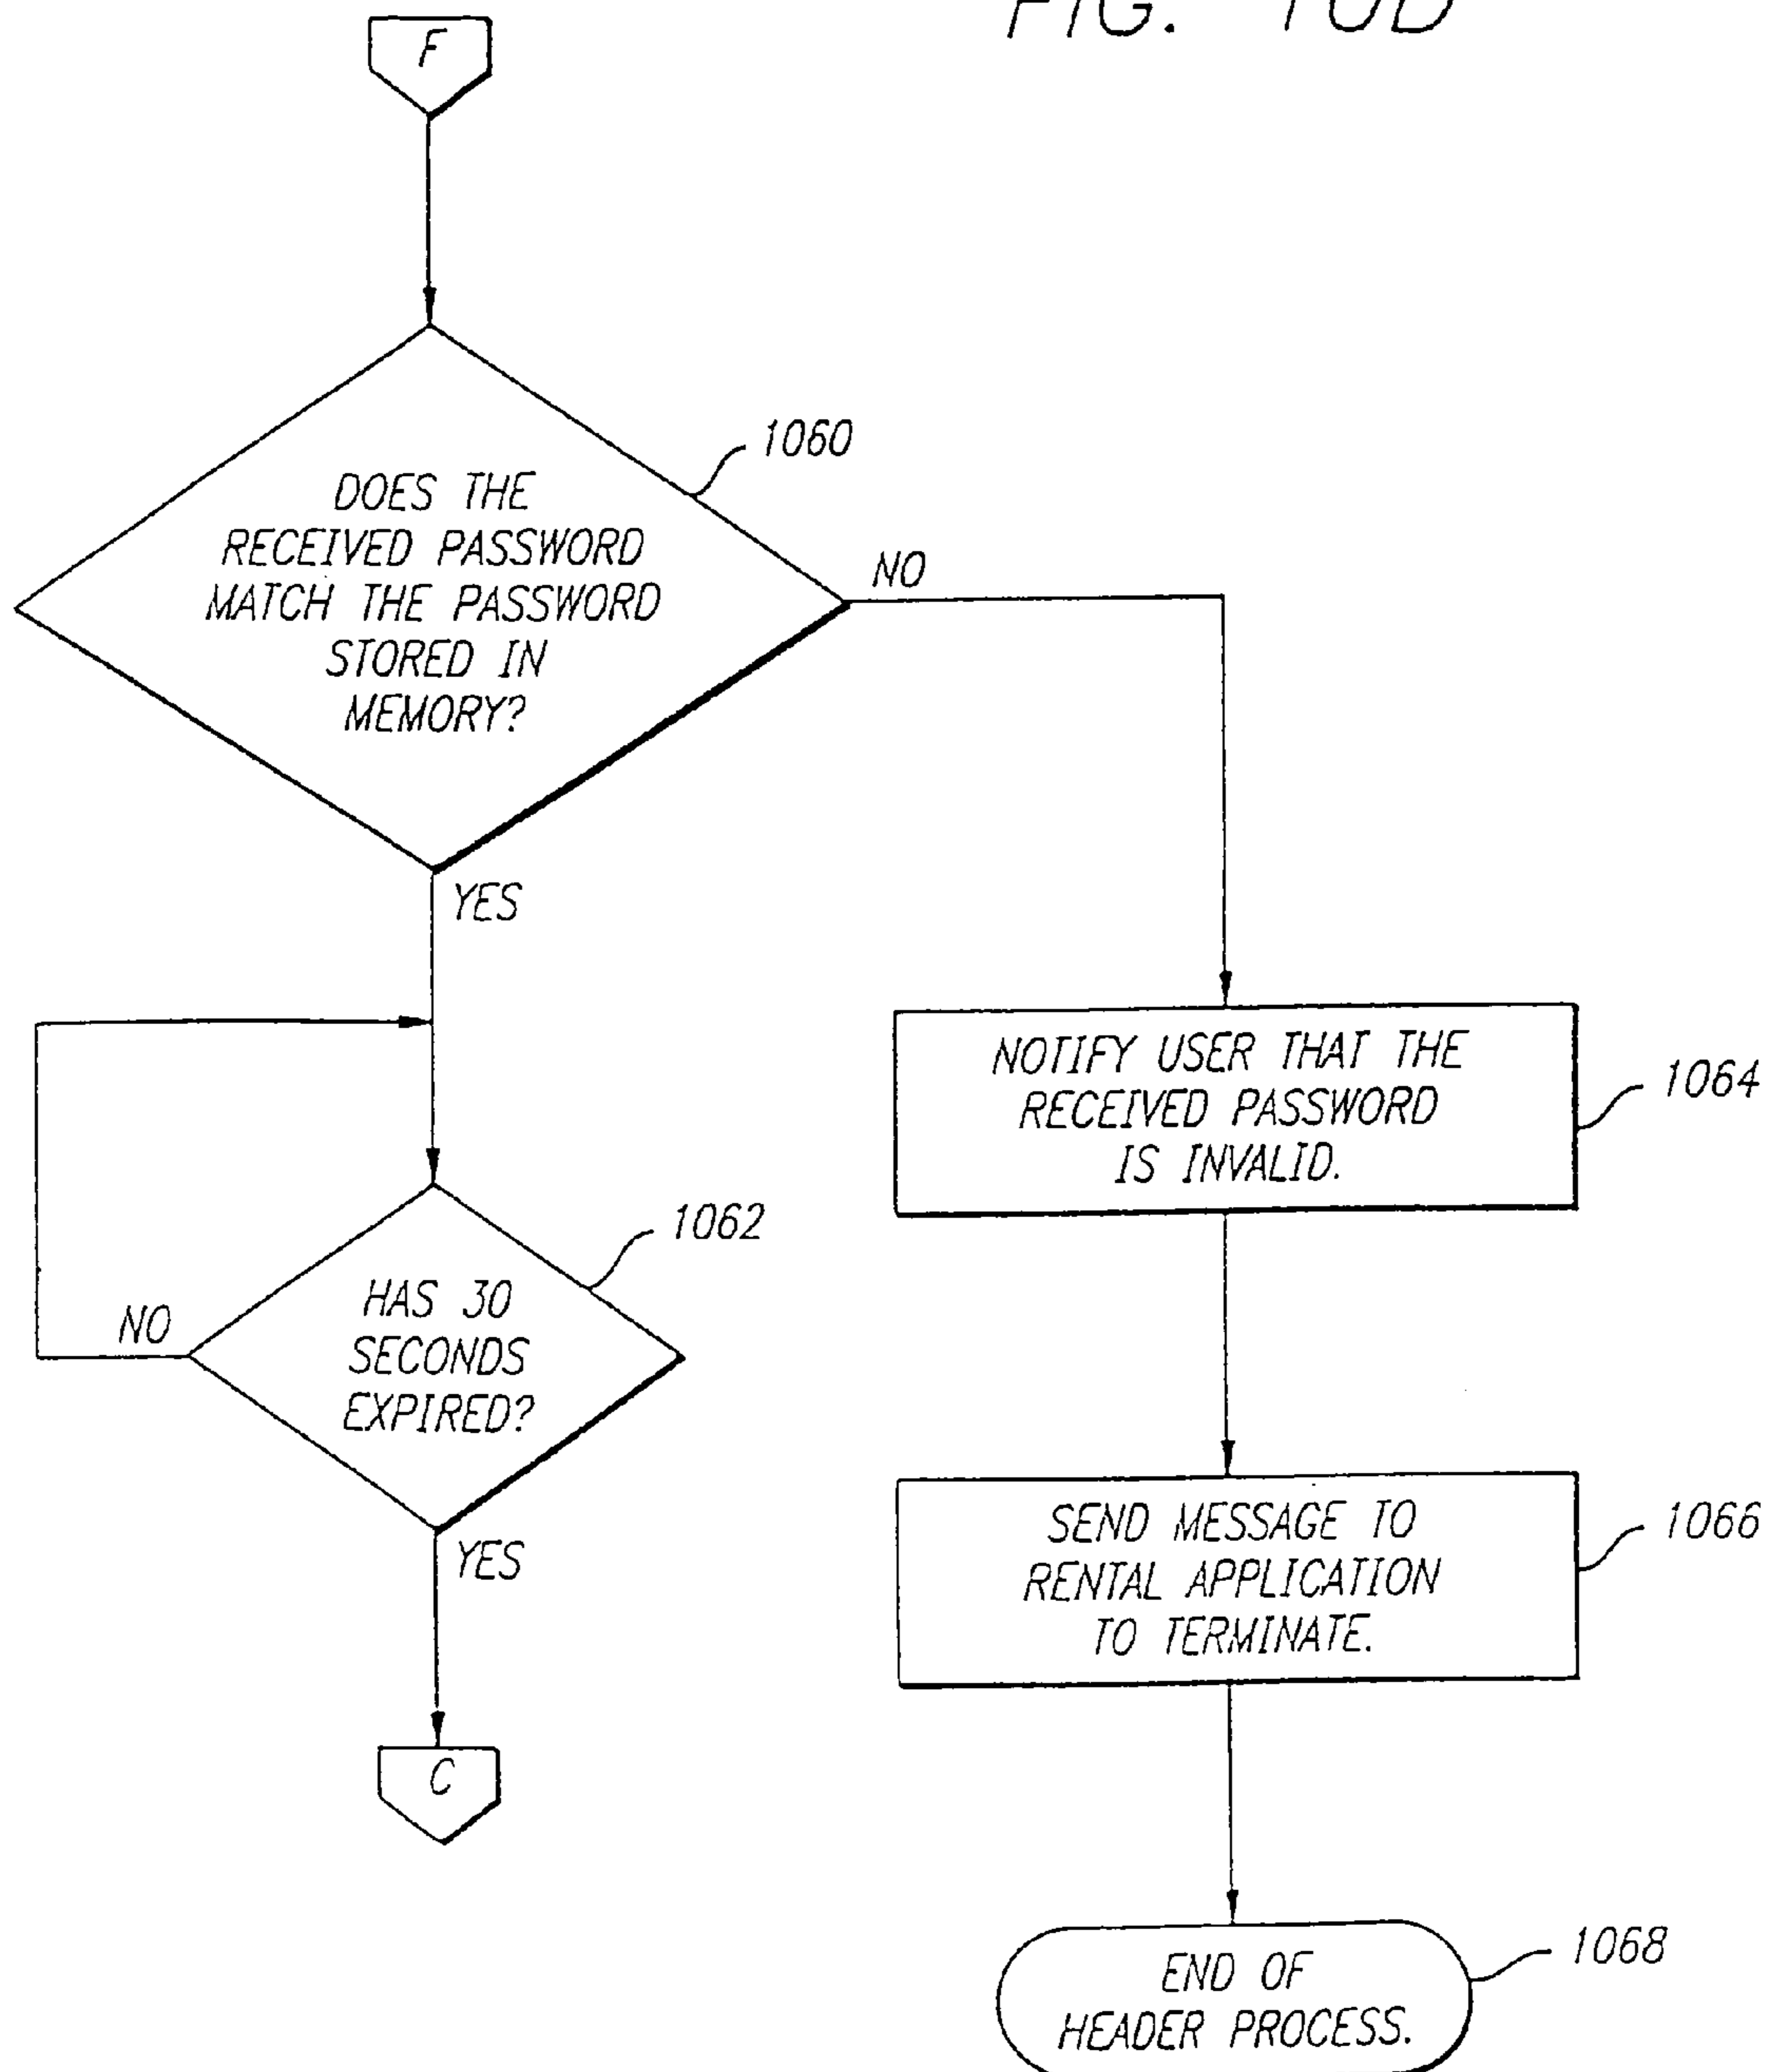 FIG. 10D
F
1060
DOES THE
RECEIVED PASSWORD
MATCH THE PASSWORD
STORED IN
MEMORY?
NO
YES
NOTIFY USER THAT THE
RECEIVED PASSWORD
IS INVALID.
1064
1062
HAS 30
SECONDS
EXPIRED?
NO
YES
SEND MESSAGE TO
RENTAL APPLICATION
TO TERMINATE.
1066
C
END OF
HEADER PROCESS.
1068